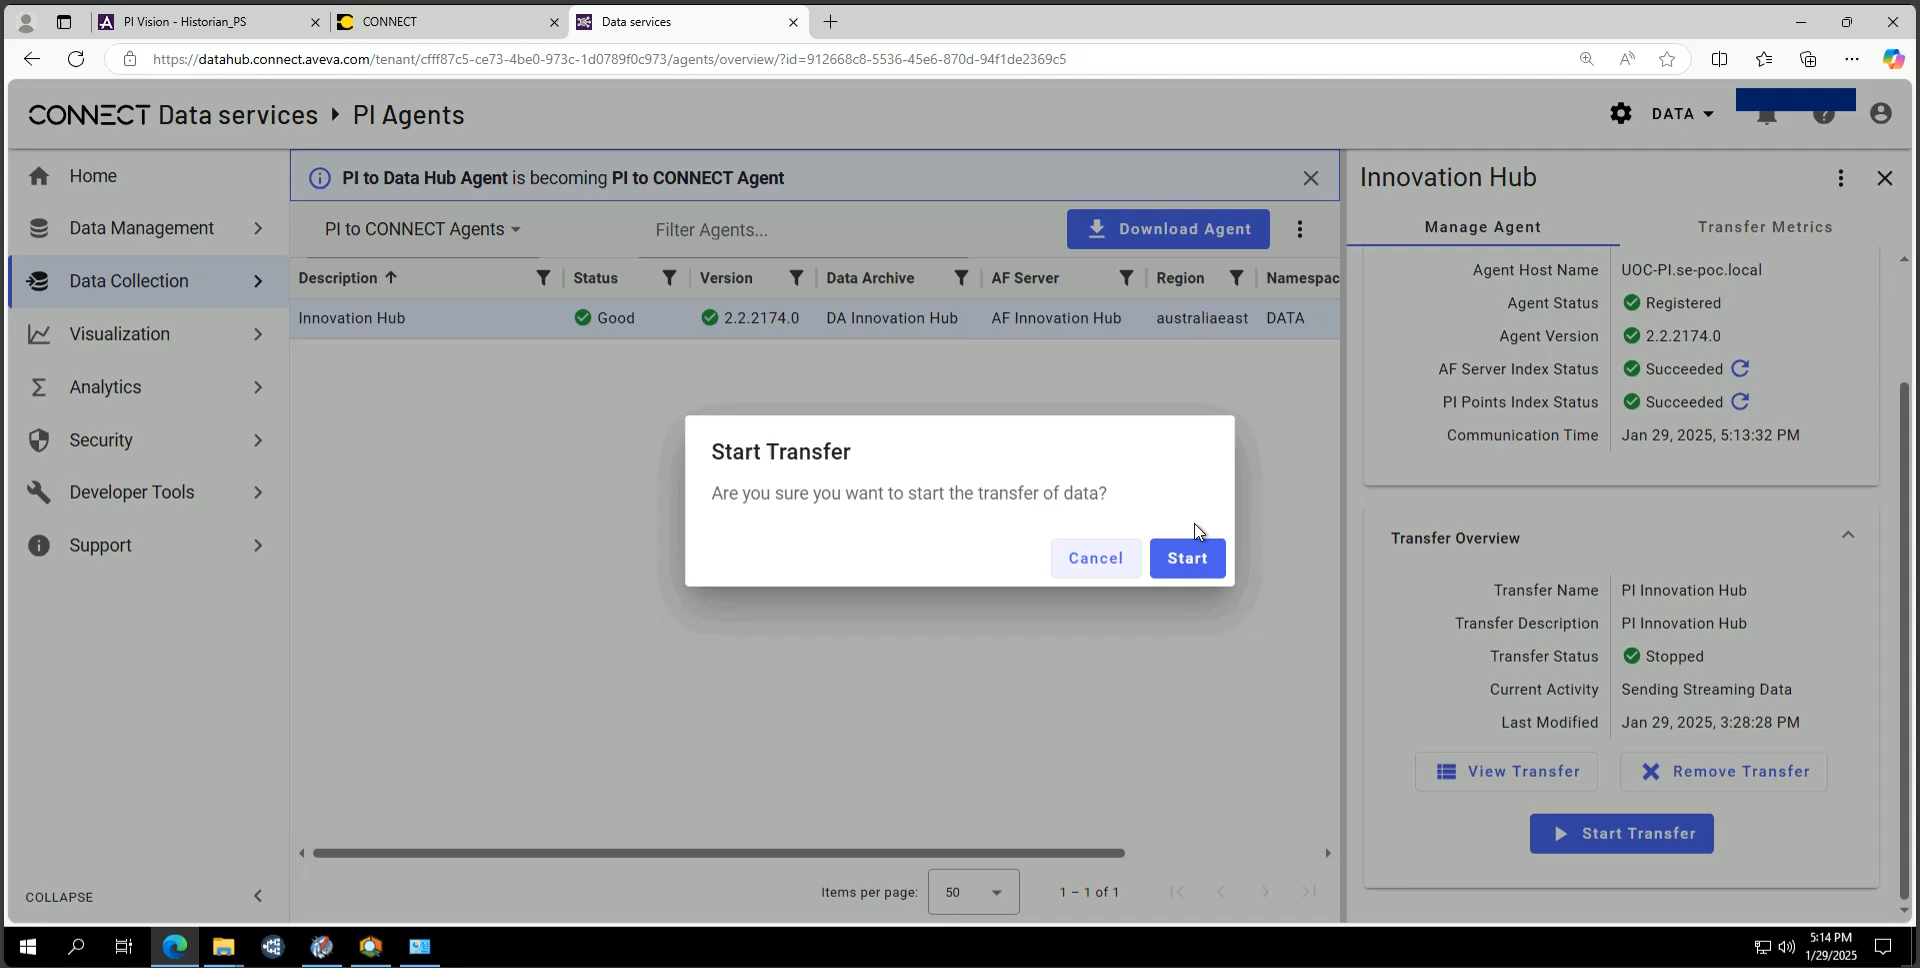 PI Vision - Historian_PS
CONNECT
Data services
https://datahub.connect.aveva.com/tenant/cfff87c5-ce73-4be0-973c-1d0789f0c973/agents/overview/?id=912668c8-5536-45e6-870d-94f1de2369c5
CONNECT Data services PI Agents
DATA
Home
Data Management
Data Collection
Visualization
Analytics
Security
Developer Tools
Support
COLLAPSE
PI to Data Hub Agent is becoming PI to CONNECT Agent
PI to CONNECT Agents
Filter Agents...
Download Agent
Description Status Version Data Archive AF Server Region Namespac
Innovation Hub Good 2.2.2174.0 DA Innovation Hub AF Innovation Hub australiaeast DATA
Start Transfer
Are you sure you want to start the transfer of data?
Cancel Start
Items per page: 50 1 – 1 of 1
Innovation Hub
Manage Agent Transfer Metrics
Agent Host Name UOC-PI.se-poc.local
Agent Status Registered
Agent Version 2.2.2174.0
AF Server Index Status Succeeded
PI Points Index Status Succeeded
Communication Time Jan 29, 2025, 5:13:32 PM
Transfer Overview
Transfer Name PI Innovation Hub
Transfer Description PI Innovation Hub
Transfer Status Stopped
Current Activity Sending Streaming Data
Last Modified Jan 29, 2025, 3:28:28 PM
View Transfer Remove Transfer
Start Transfer
5:14 PM
1/29/2025